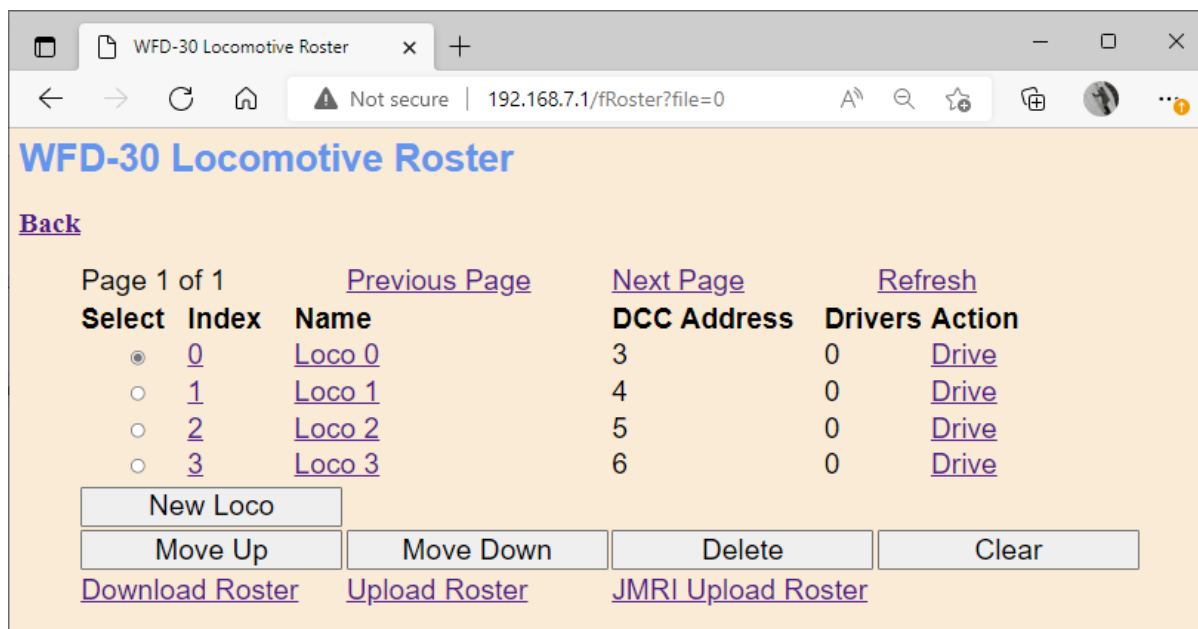 WFD-30 Locomotive Roster
Not secure | 192.168.7.1/fRoster?file=0
WFD-30 Locomotive Roster
Back
Page 1 of 1 Previous Page Next Page Refresh
Select Index Name DCC Address Drivers Action
0 Loco 0 3 0 Drive
1 Loco 1 4 0 Drive
2 Loco 2 5 0 Drive
3 Loco 3 6 0 Drive
New Loco
Move Up Move Down Delete Clear
Download Roster Upload Roster JMRI Upload Roster